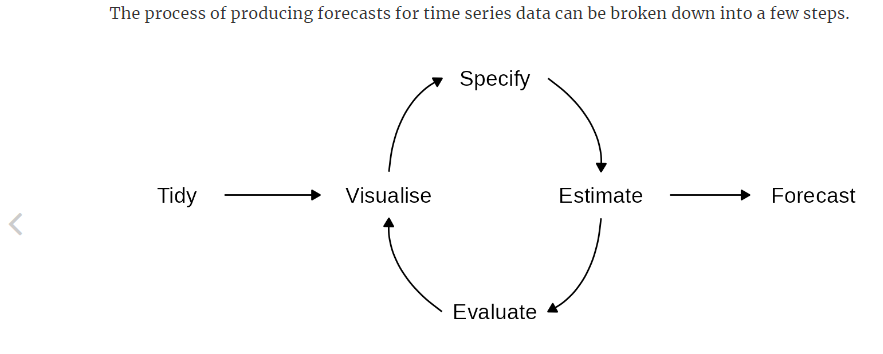 The process of producing forecasts for time series data can be broken down into a few steps.
Specify
Tidy
Visualise
Estimate
Forecast
Evaluate